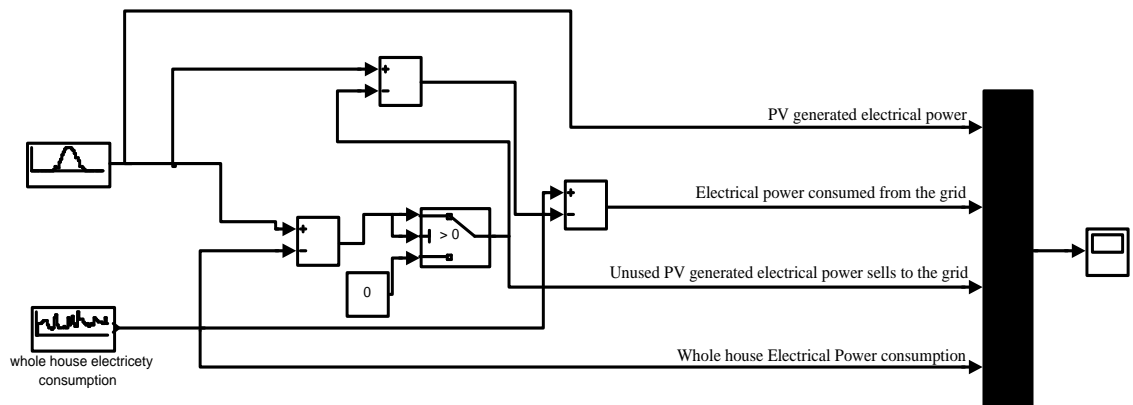 +
−
PV generated electrical power
+
−
Electrical power consumed from the grid
+
−
> 0
0
Unused PV generated electrical power sells to the grid
whole house electricety
consumption
Whole house Electrical Power consumption